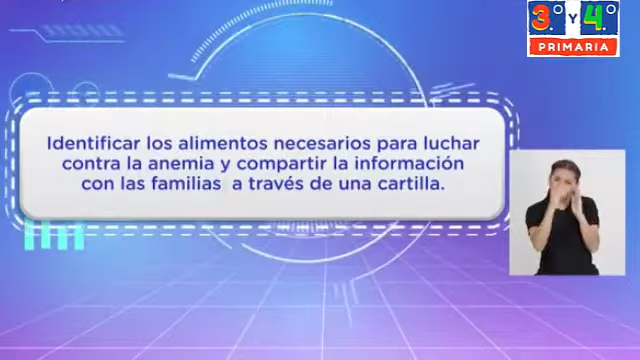 3.º Y 4.º
PRIMARIA
Identificar los alimentos necesarios para luchar
contra la anemia y compartir la información
con las familias a través de una cartilla.